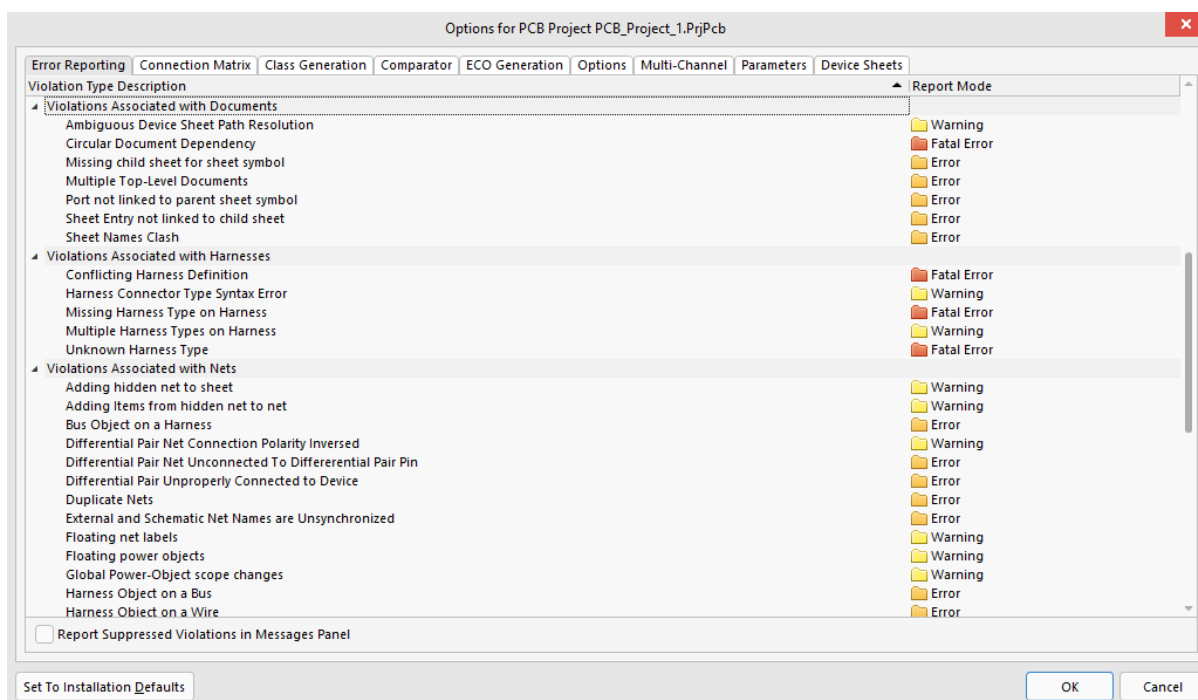 Options for PCB Project PCB_Project_1.PrjPcb
Error Reporting Connection Matrix Class Generation Comparator ECO Generation Options Multi-Channel Parameters Device Sheets
Violation Type Description Report Mode
Violations Associated with Documents
Ambiguous Device Sheet Path Resolution Warning
Circular Document Dependency Fatal Error
Missing child sheet for sheet symbol Error
Multiple Top-Level Documents Error
Port not linked to parent sheet symbol Error
Sheet Entry not linked to child sheet Error
Sheet Names Clash Error
Violations Associated with Harnesses
Conflicting Harness Definition Fatal Error
Harness Connector Type Syntax Error Warning
Missing Harness Type on Harness Fatal Error
Multiple Harness Types on Harness Warning
Unknown Harness Type Fatal Error
Violations Associated with Nets
Adding hidden net to sheet Warning
Adding Items from hidden net to net Warning
Bus Object on a Harness Error
Differential Pair Net Connection Polarity Inversed Warning
Differential Pair Net Unconnected To Differerential Pair Pin Error
Differential Pair Unproperly Connected to Device Error
Duplicate Nets Error
External and Schematic Net Names are Unsynchronized Error
Floating net labels Warning
Floating power objects Warning
Global Power-Object scope changes Warning
Harness Object on a Bus Error
Harness Object on a Wire Error
Report Suppressed Violations in Messages Panel
Set To Installation Defaults OK Cancel